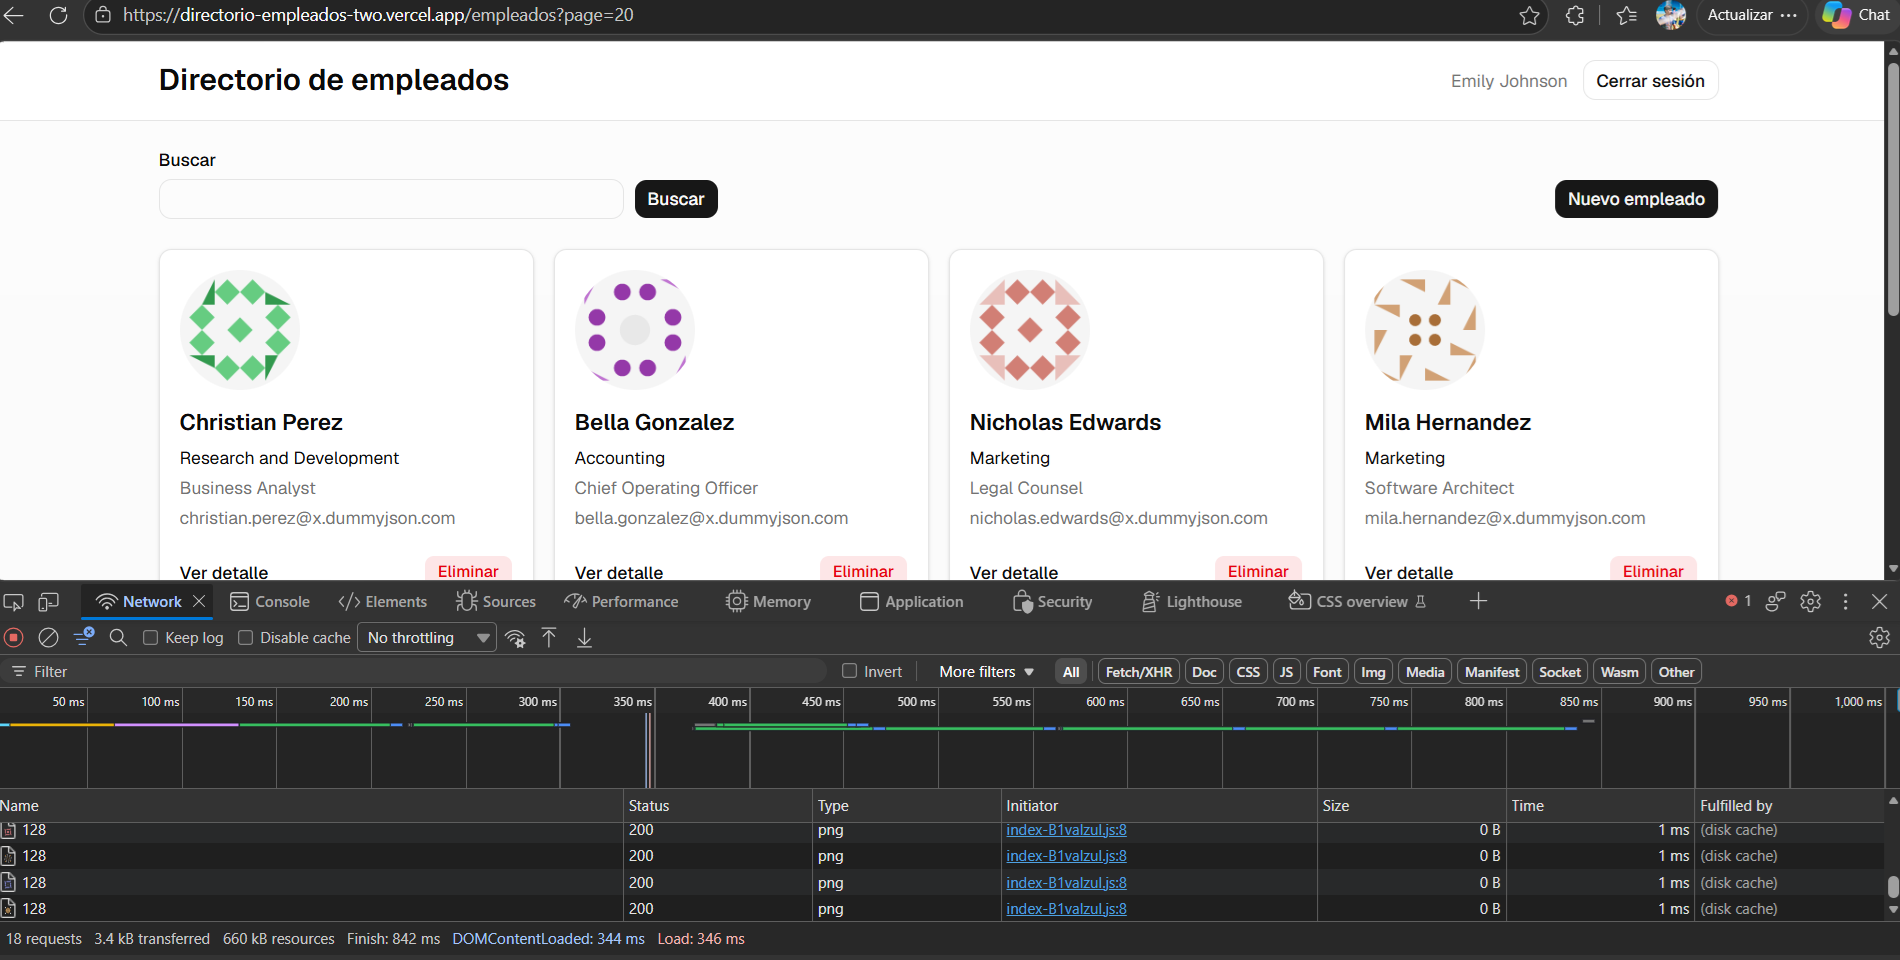 https://directorio-empleados-two.vercel.app/empleados?page=20
Actualizar
Chat
Directorio de empleados
Emily Johnson
Cerrar sesión
Buscar
Buscar
Nuevo empleado
Christian Perez
Research and Development
Business Analyst
christian.perez@x.dummyjson.com
Ver detalle
Eliminar
Bella Gonzalez
Accounting
Chief Operating Officer
bella.gonzalez@x.dummyjson.com
Ver detalle
Eliminar
Nicholas Edwards
Marketing
Legal Counsel
nicholas.edwards@x.dummyjson.com
Ver detalle
Eliminar
Mila Hernandez
Marketing
Software Architect
mila.hernandez@x.dummyjson.com
Ver detalle
Eliminar
Network Console Elements Sources Performance Memory Application Security Lighthouse CSS overview 1
Keep log Disable cache No throttling
Filter Invert More filters All Fetch/XHR Doc CSS JS Font Img Media Manifest Socket Wasm Other
50 ms 100 ms 150 ms 200 ms 250 ms 300 ms 350 ms 400 ms 450 ms 500 ms 550 ms 600 ms 650 ms 700 ms 750 ms 800 ms 850 ms 900 ms 950 ms 1,000 ms
Name Status Type Initiator Size Time Fulfilled by
128 200 png index-B1valzul.js:8 0 B 1 ms (disk cache)
128 200 png index-B1valzul.js:8 0 B 1 ms (disk cache)
128 200 png index-B1valzul.js:8 0 B 1 ms (disk cache)
128 200 png index-B1valzul.js:8 0 B 1 ms (disk cache)
18 requests 3.4 kB transferred 660 kB resources Finish: 842 ms DOMContentLoaded: 344 ms Load: 346 ms